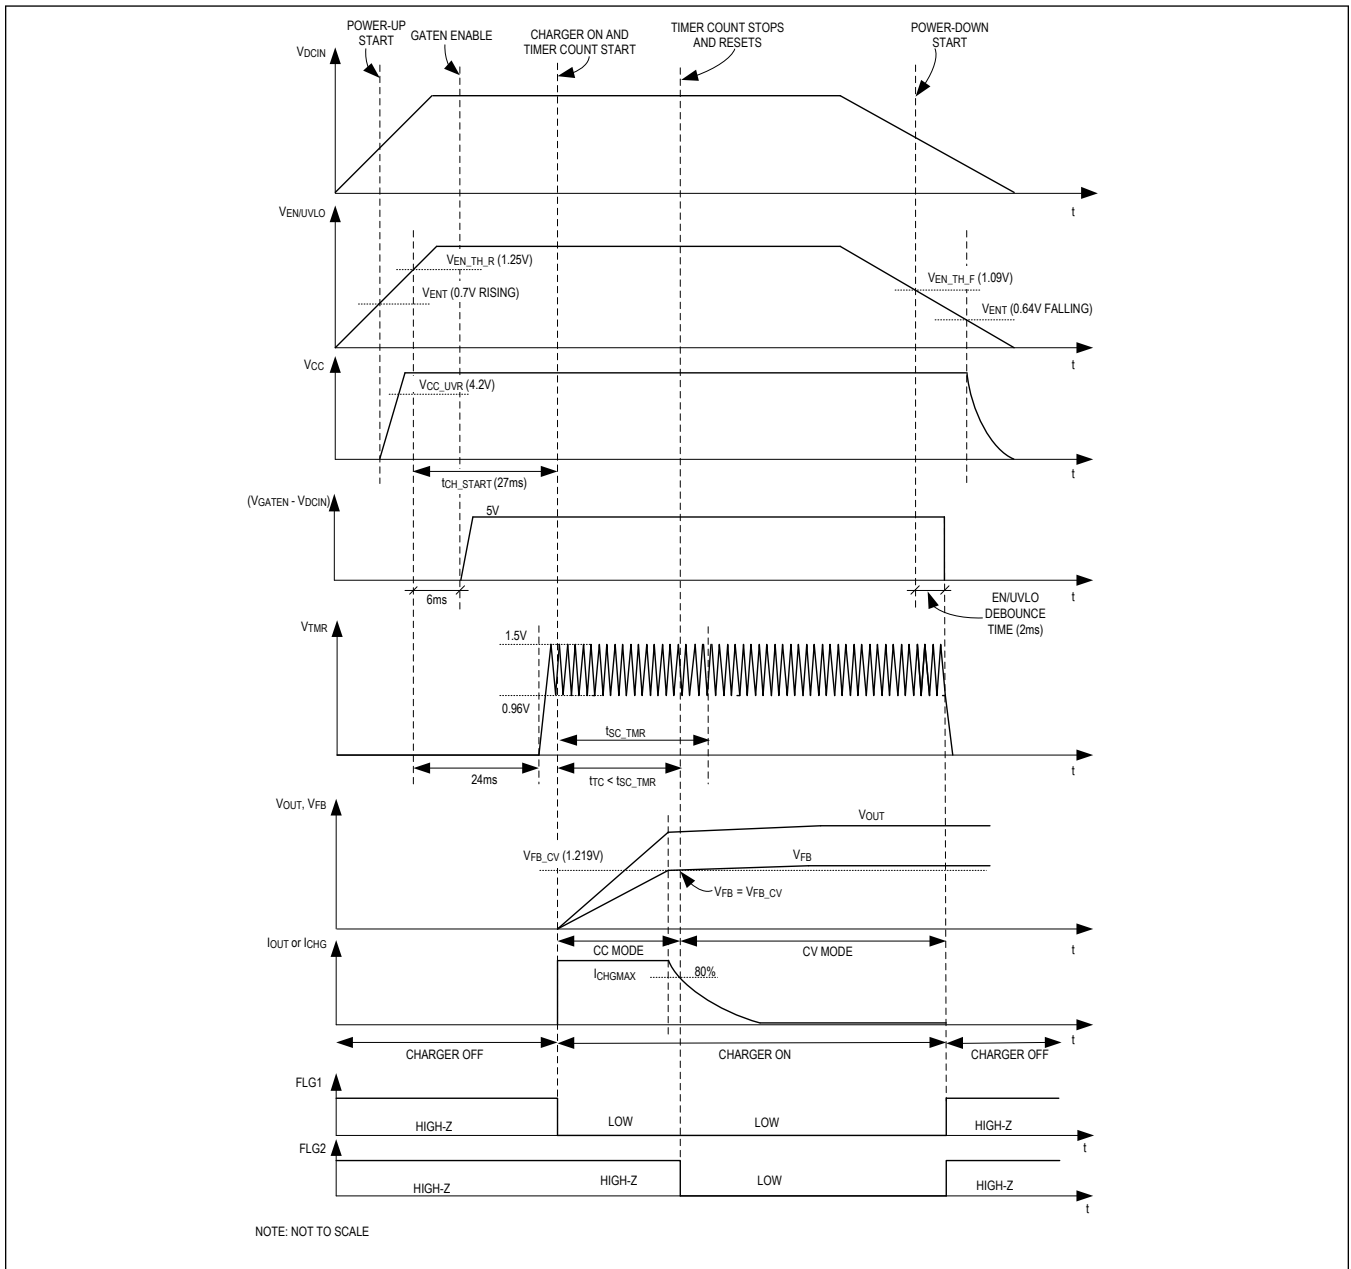 POWER-UP
START
GATEN ENABLE
CHARGER ON AND
TIMER COUNT START
TIMER COUNT STOPS
AND RESETS
POWER-DOWN
START
VDCIN
t
VEN/UVLO
VEN_TH_R (1.25V)
VENT (0.7V RISING)
VEN_TH_F (1.09V)
VENT (0.64V FALLING)
t
VCC
VCC_UVR (4.2V)
t
tCH_START (27ms)
(VGATEN - VDCIN)
5V
t
6ms
EN/UVLO
DEBOUNCE
TIME (2ms)
VTMR
1.5V
0.96V
tSC_TMR
t
24ms
tTC < tSC_TMR
VOUT, VFB
VOUT
VFB_CV (1.219V)
VFB
VFB = VFB_CV
t
IOUT or ICHG
CC MODE
CV MODE
ICHGMAX
80%
t
CHARGER OFF
CHARGER ON
CHARGER OFF
FLG1
HIGH-Z
LOW
LOW
HIGH-Z
t
FLG2
HIGH-Z
HIGH-Z
LOW
HIGH-Z
t
NOTE: NOT TO SCALE